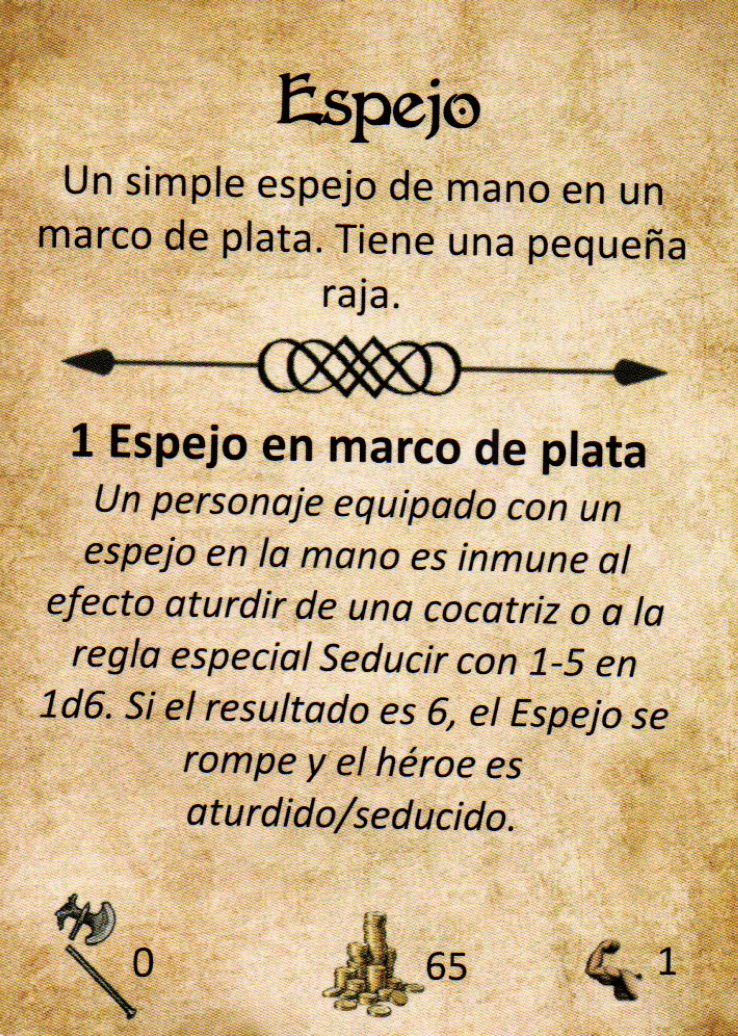 Espejo
Un simple espejo de mano en un
marco de plata. Tiene una pequeña
raja.
1 Espejo en marco de plata
Un personaje equipado con un
espejo en la mano es inmune al
efecto aturdir de una cocatriz o a la
regla especial Seducir con 1-5 en
1d6. Si el resultado es 6, el Espejo se
rompe y el héroe es
aturdido/seducido.
0 65 1